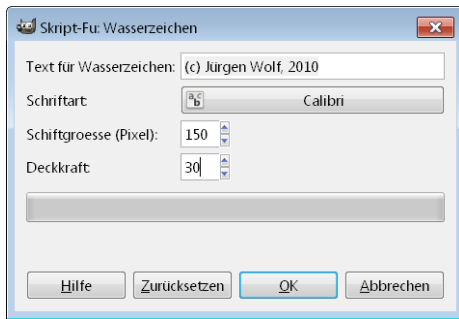 Skript-Fu: Wasserzeichen
Text für Wasserzeichen: (c) Jürgen Wolf, 2010
Schriftart: Calibri
Schiftgroesse (Pixel): 150
Deckkraft: 30
Hilfe Zurücksetzen OK Abbrechen